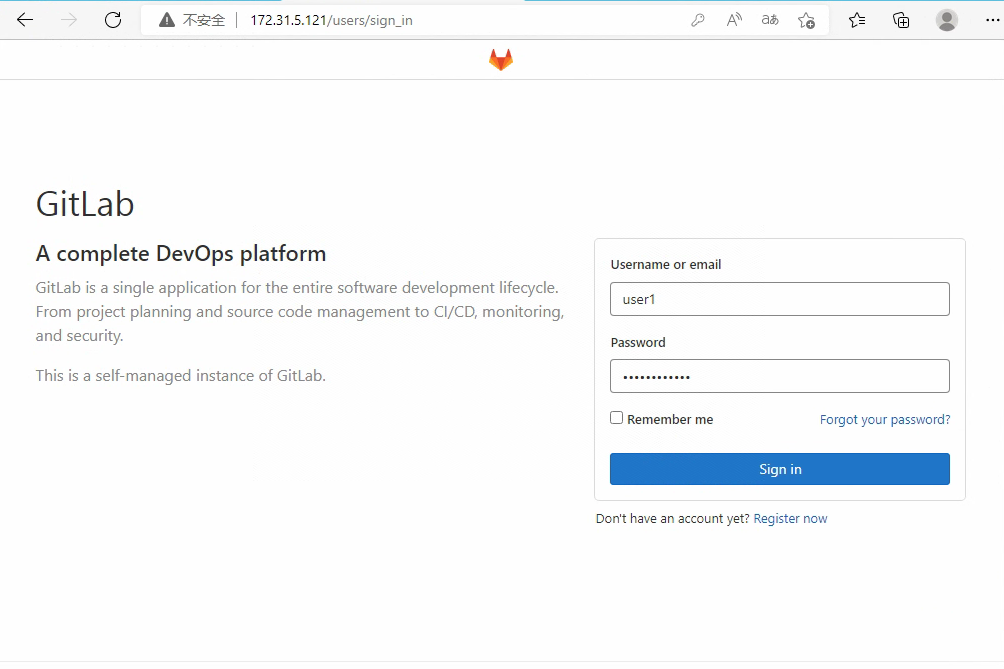 不安全 172.31.5.121/users/sign_in
GitLab
A complete DevOps platform
GitLab is a single application for the entire software development lifecycle.
From project planning and source code management to CI/CD, monitoring,
and security.
This is a self-managed instance of GitLab.
Username or email
user1
Password
••••••••••••
Remember me Forgot your password?
Sign in
Don't have an account yet? Register now